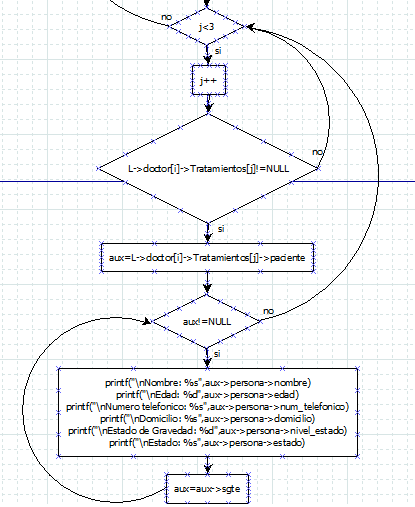 no
j<3
si
j++
L->doctor[i]->Tratamientos[j]!=NULL
no
si
aux=L->doctor[i]->Tratamientos[j]->paciente
no
aux!=NULL
si
printf("\nNombre: %s",aux->persona->nombre)
printf("\nEdad: %d",aux->persona->edad)
printf("\nNumero telefonico: %s",aux->persona->num_telefonico)
printf("\nDomicilio: %s",aux->persona->domicilio)
printf("\nEstado de Gravedad: %d",aux->persona->nivel_estado)
printf("\nEstado: %s",aux->persona->estado)
aux=aux->sgte